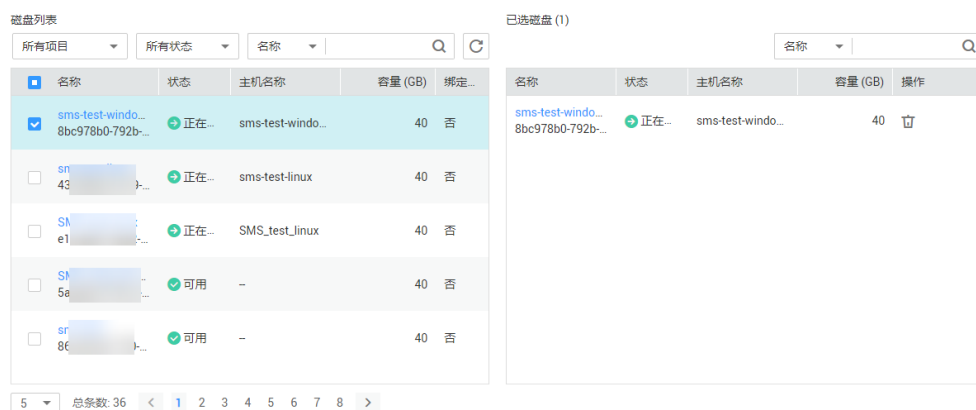 磁盘列表
已选磁盘 (1)
所有项目
所有状态
名称
名称
名称
状态
主机名称
容量 (GB)
绑定...
名称
状态
主机名称
容量 (GB)
操作
sms-test-windo...
8bc978b0-792b-...
正在...
sms-test-windo...
40
否
sms-test-windo...
8bc978b0-792b-...
正在...
sms-test-windo...
40
正在...
sms-test-linux
40
否
正在...
SMS_test_linux
40
否
可用
--
40
否
可用
--
40
否
5
总条数: 36
< 1 2 3 4 5 6 7 8 >